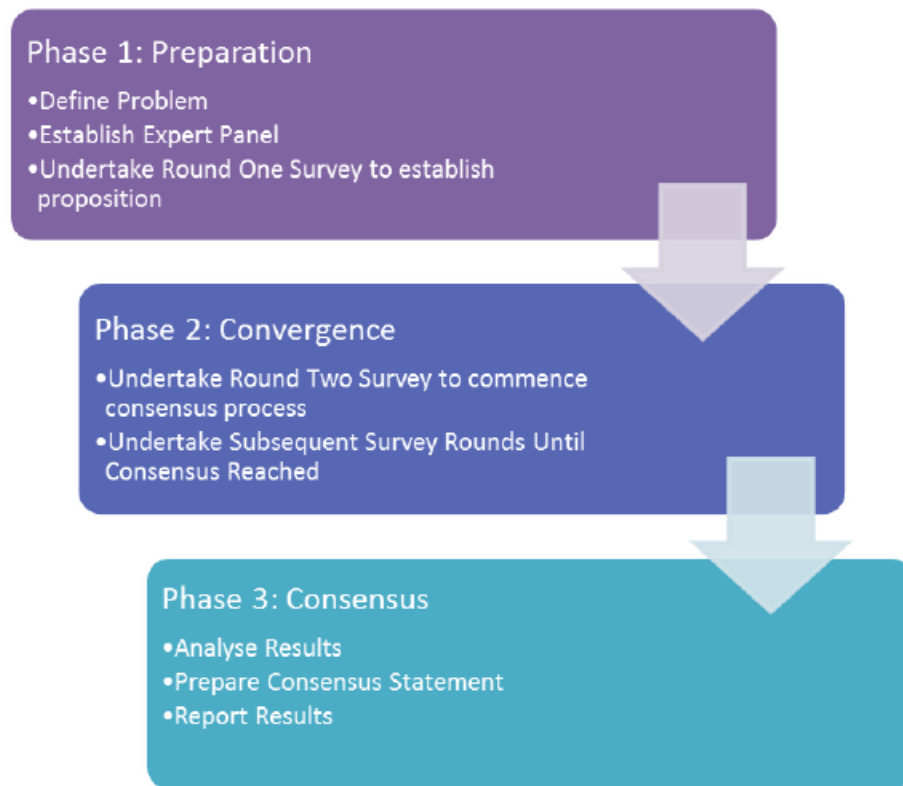 Phase 1: Preparation
•Define Problem
•Establish Expert Panel
•Undertake Round One Survey to establish
proposition
Phase 2: Convergence
•Undertake Round Two Survey to commence
consensus process
•Undertake Subsequent Survey Rounds Until
Consensus Reached
Phase 3: Consensus
•Analyse Results
•Prepare Consensus Statement
•Report Results